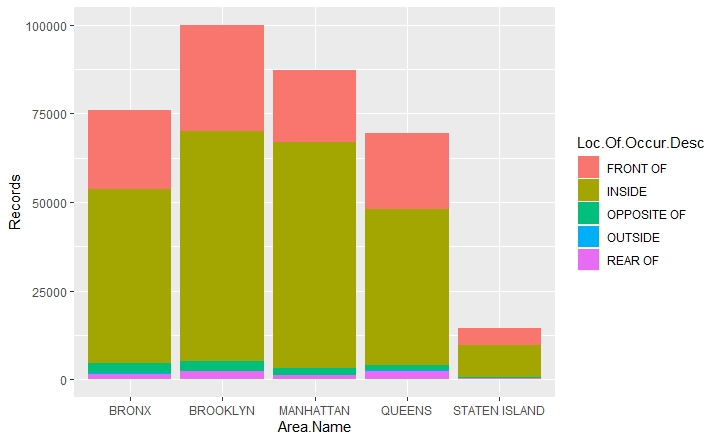 100000
75000
50000
25000
0
Records
BRONX BROOKLYN MANHATTAN QUEENS STATEN ISLAND
Area.Name
Loc.Of.Occur.Desc
FRONT OF
INSIDE
OPPOSITE OF
OUTSIDE
REAR OF